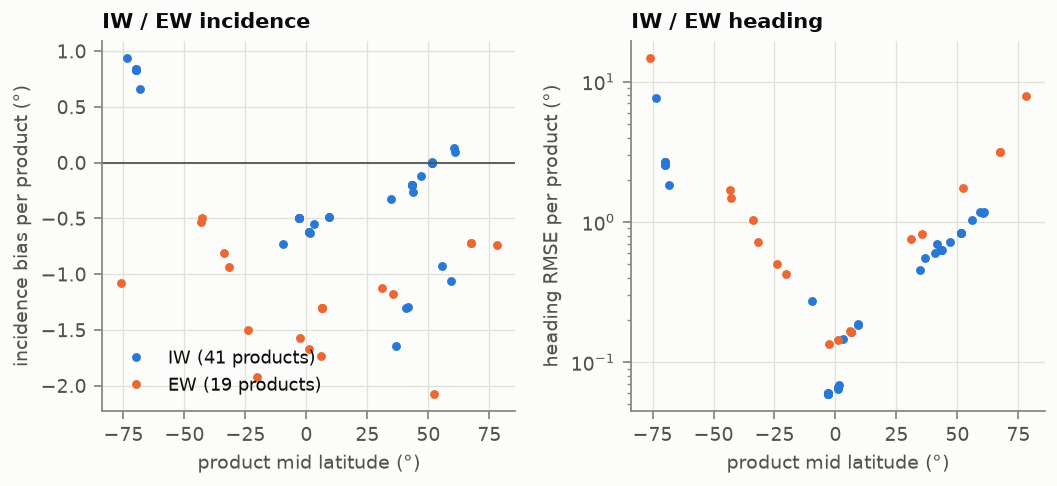 IW / EW incidence
incidence bias per product (°)
1.0
0.5
0.0
−0.5
−1.0
−1.5
−2.0
IW (41 products)
EW (19 products)
−75 −50 −25 0 25 50 75
product mid latitude (°)
IW / EW heading
heading RMSE per product (°)
10¹
10⁰
10⁻¹
−75 −50 −25 0 25 50 75
product mid latitude (°)